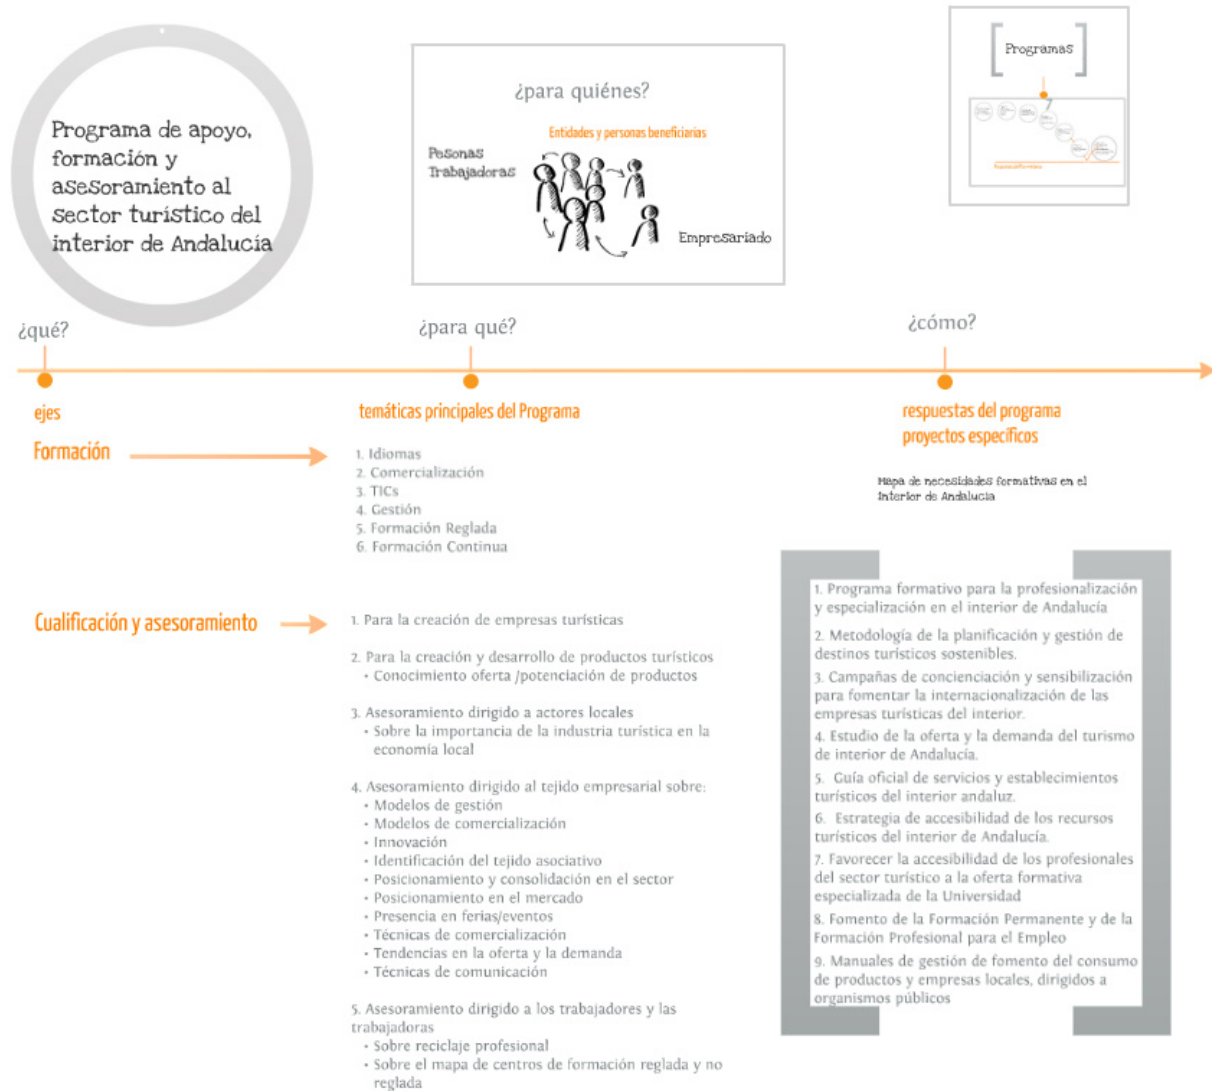 Programa de apoyo,
formación y
asesoramiento al
sector turístico del
interior de Andalucía
¿para quiénes?
Entidades y personas beneficiarias
Pesonas
Trabajadoras
Empresariado
Programas
¿qué?
¿para qué?
¿cómo?
ejes
temáticas principales del Programa
respuestas del programa
proyectos específicos
Formación
1. Idiomas
2. Comercialización
3. TICs
4. Gestión
5. Formación Reglada
6. Formación Continua
Mapa de necesidades formativas en el
Interior de Andalucía
Cualificación y asesoramiento
1. Para la creación de empresas turísticas
2. Para la creación y desarrollo de productos turísticos
• Conocimiento oferta /potenciación de productos
3. Asesoramiento dirigido a actores locales
• Sobre la importancia de la industria turística en la
economía local
4. Asesoramiento dirigido al tejido empresarial sobre:
• Modelos de gestión
• Modelos de comercialización
• Innovación
• Identificación del tejido asociativo
• Posicionamiento y consolidación en el sector
• Posicionamiento en el mercado
• Presencia en ferias/eventos
• Técnicas de comercialización
• Tendencias en la oferta y la demanda
• Técnicas de comunicación
5. Asesoramiento dirigido a los trabajadores y las
trabajadoras
• Sobre reciclaje profesional
• Sobre el mapa de centros de formación reglada y no
reglada
1. Programa formativo para la profesionalización
y especialización en el interior de Andalucía
2. Metodología de la planificación y gestión de
destinos turísticos sostenibles.
3. Campañas de concienciación y sensibilización
para fomentar la internacionalización de las
empresas turísticas del interior.
4. Estudio de la oferta y la demanda del turismo
de interior de Andalucía.
5. Guía oficial de servicios y establecimientos
turísticos del interior andaluz.
6. Estrategia de accesibilidad de los recursos
turísticos del interior de Andalucía.
7. Favorecer la accesibilidad de los profesionales
del sector turístico a la oferta formativa
especializada de la Universidad
8. Fomento de la Formación Permanente y de la
Formación Profesional para el Empleo
9. Manuales de gestión de fomento del consumo
de productos y empresas locales, dirigidos a
organismos públicos